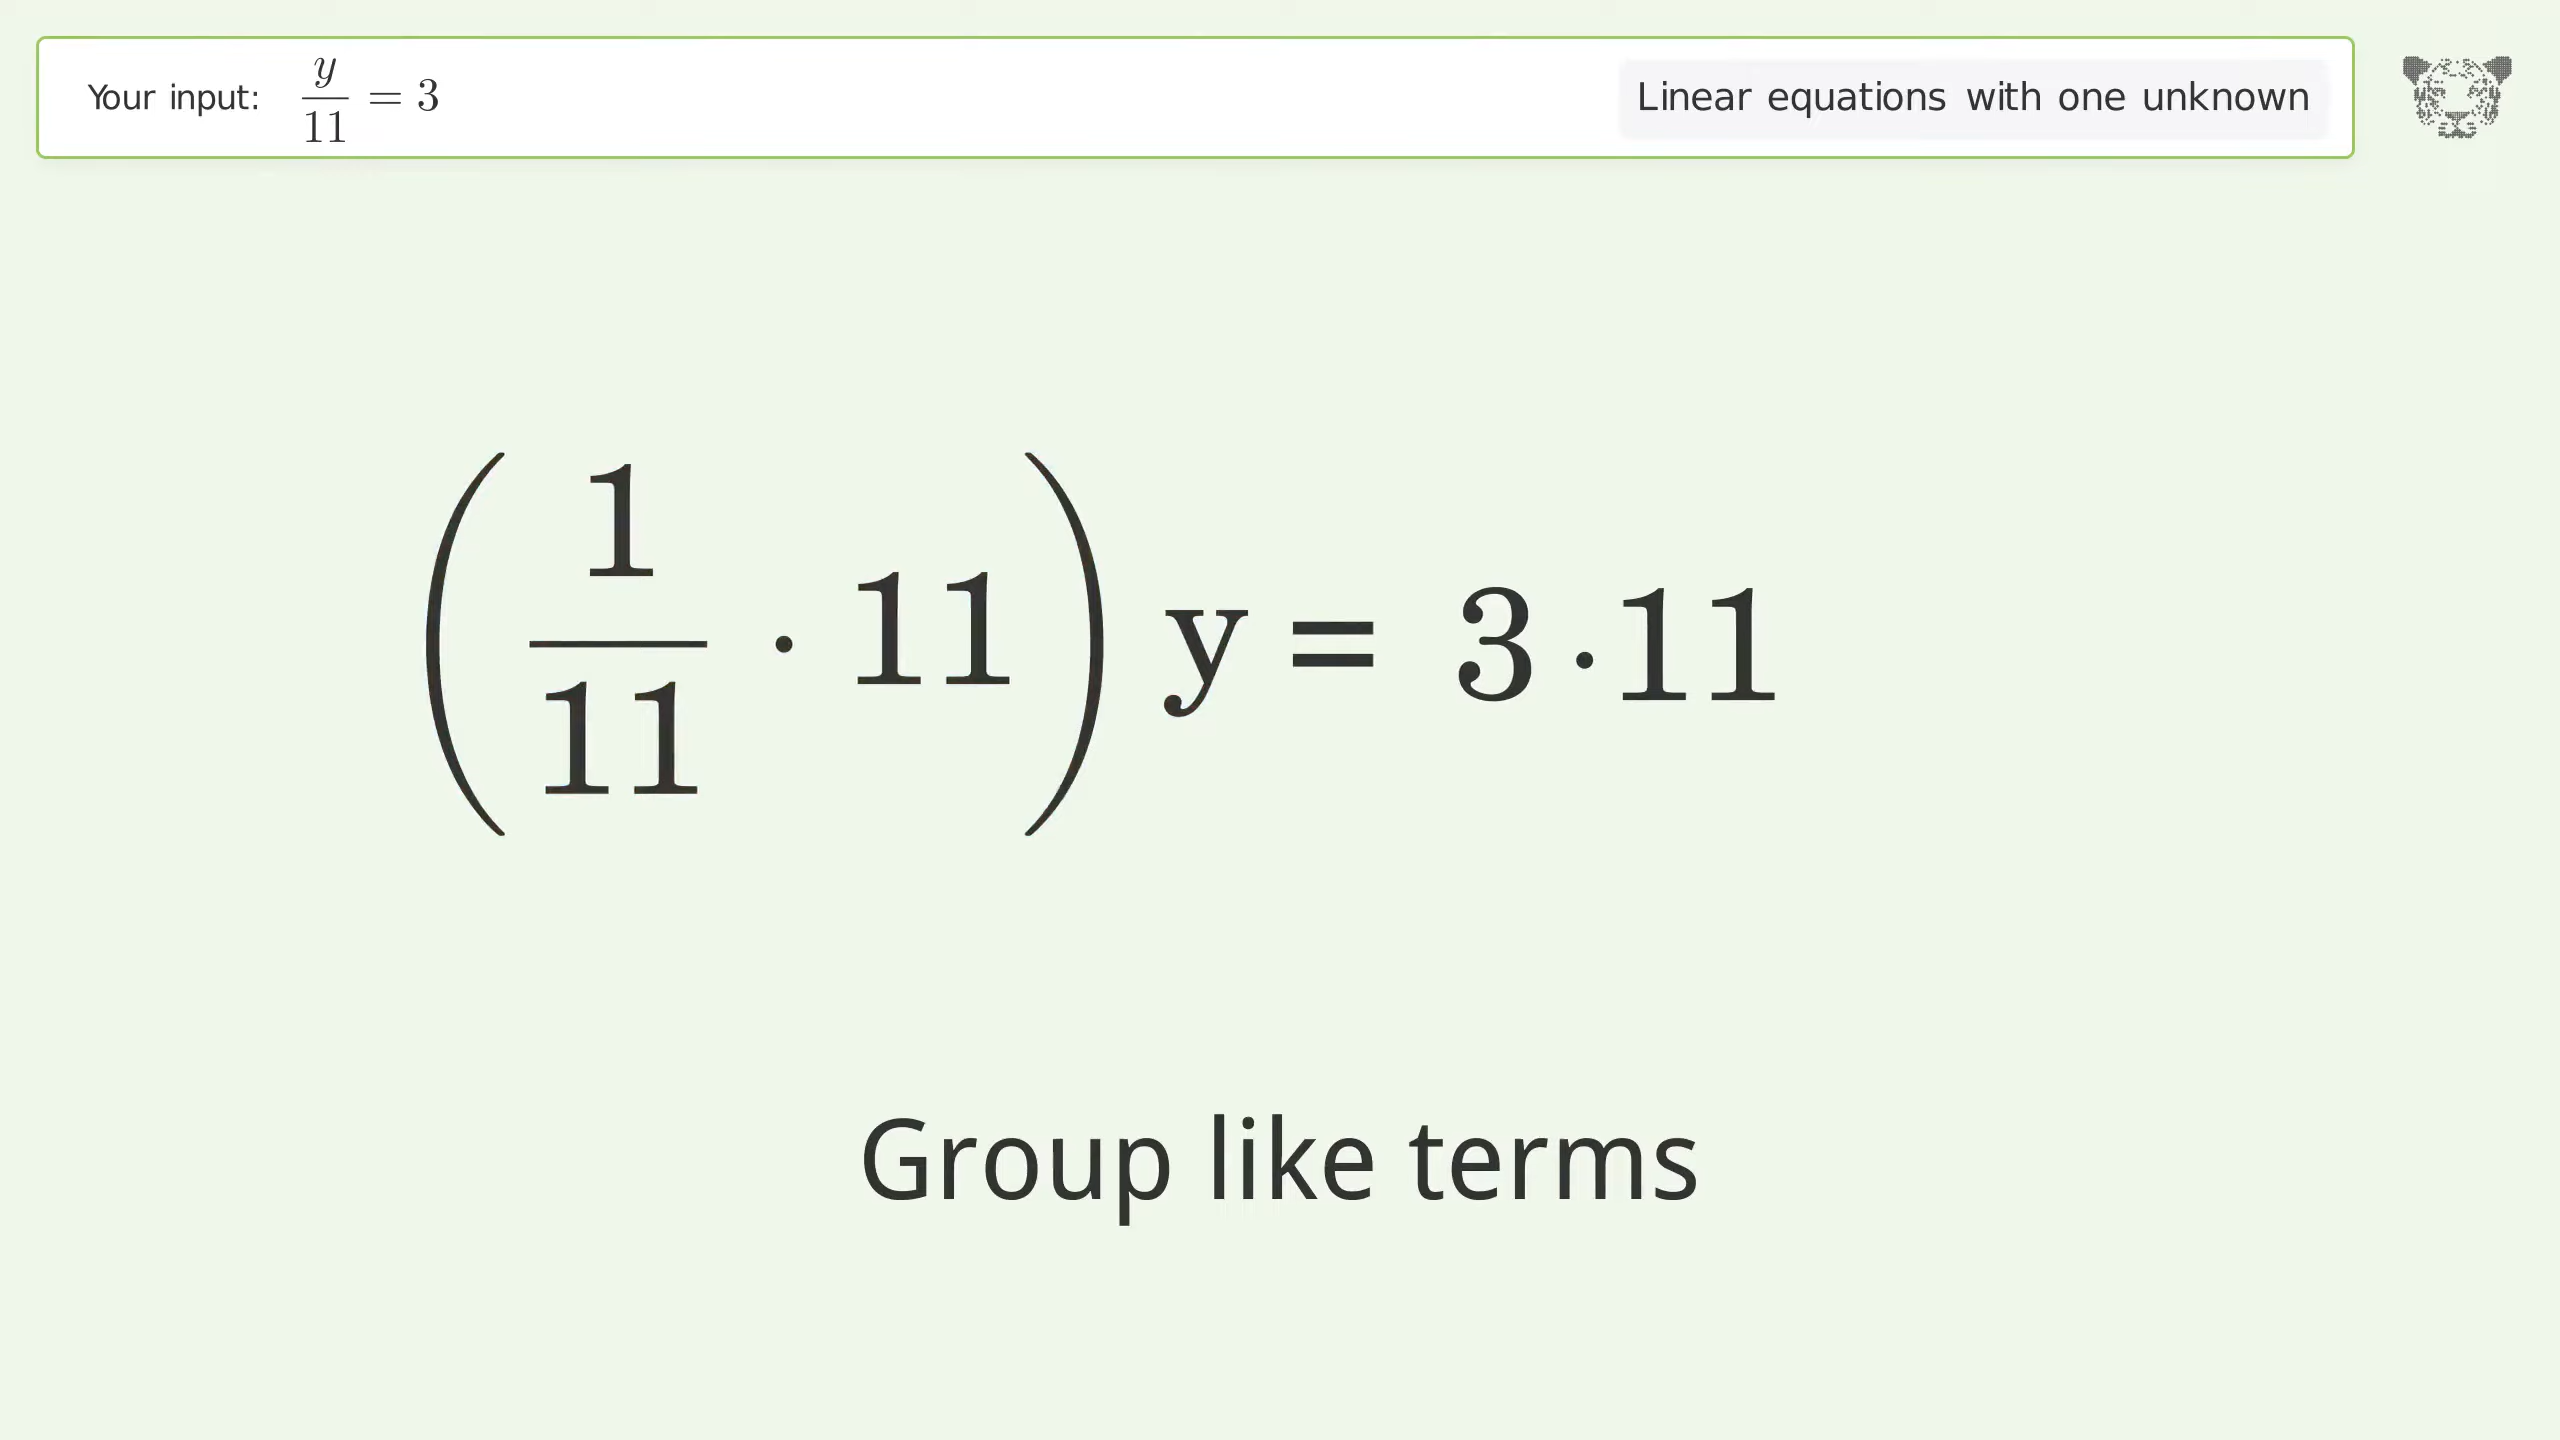 Your input: y/11 = 3
Linear equations with one unknown
(1/11 · 11) y = 3 · 11
Group like terms